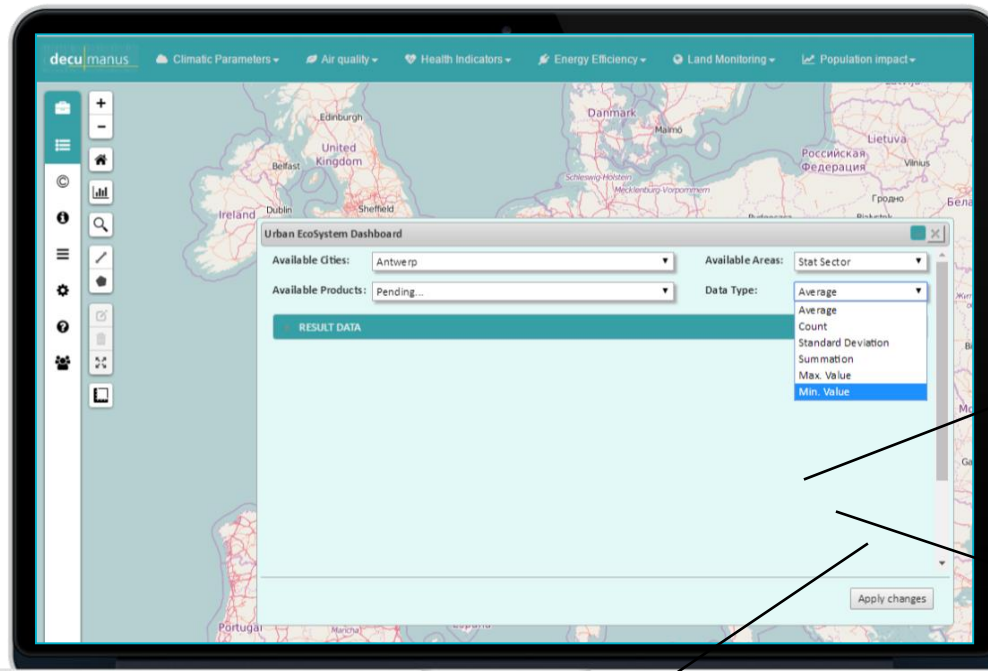 decu manus Climatic Parameters Air quality Health Indicators Energy Efficiency Land Monitoring Population impact
Edinburgh
Danmark
Malmö
United
Kingdom
Lietuva
Belfast
Российская
Федерация
Vilnius
Schleswig-Holstein
Mecklenburg-Vorpommern
Гродно
Ireland
Dublin
Sheffield
Urban EcoSystem Dashboard
Available Cities: Antwerp Available Areas: Stat Sector
Available Products: Pending... Data Type: Average
Average
RESULT DATA
Count
Standard Deviation
Summation
Max. Value
Min. Value
Apply changes
Portugal